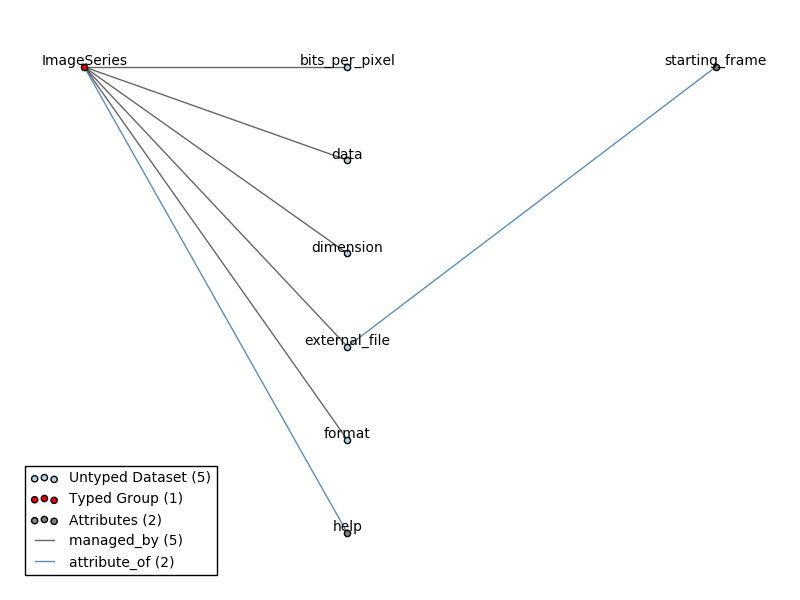 ImageSeries
bits_per_pixel
starting_frame
data
dimension
external_file
format
help
Untyped Dataset (5)
Typed Group (1)
Attributes (2)
managed_by (5)
attribute_of (2)